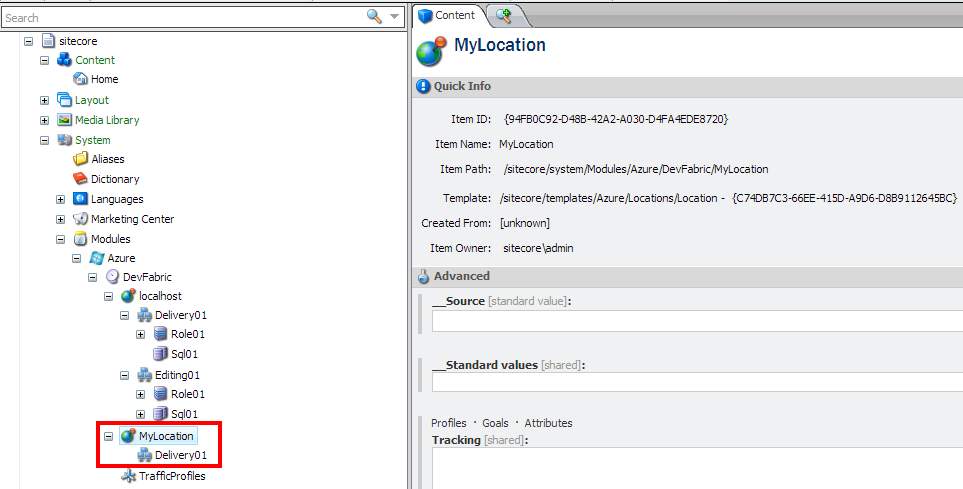 Search
sitecore
Content
Home
Layout
Media Library
System
Aliases
Dictionary
Languages
Marketing Center
Modules
Azure
DevFabric
localhost
Delivery01
Role01
Sql01
Editing01
Role01
Sql01
MyLocation
Delivery01
TrafficProfiles
Content
MyLocation
Quick Info
Item ID: {94FB0C92-D48B-42A2-A030-D4FA4EDE8720}
Item Name: MyLocation
Item Path: /sitecore/system/Modules/Azure/DevFabric/MyLocation
Template: /sitecore/templates/Azure/Locations/Location - {C74DB7C3-66EE-415D-A9D6-D8B9112645BC}
Created From: [unknown]
Item Owner: sitecore\admin
Advanced
__Source [standard value]:
__Standard values [shared]:
Profiles · Goals · Attributes
Tracking [shared]: